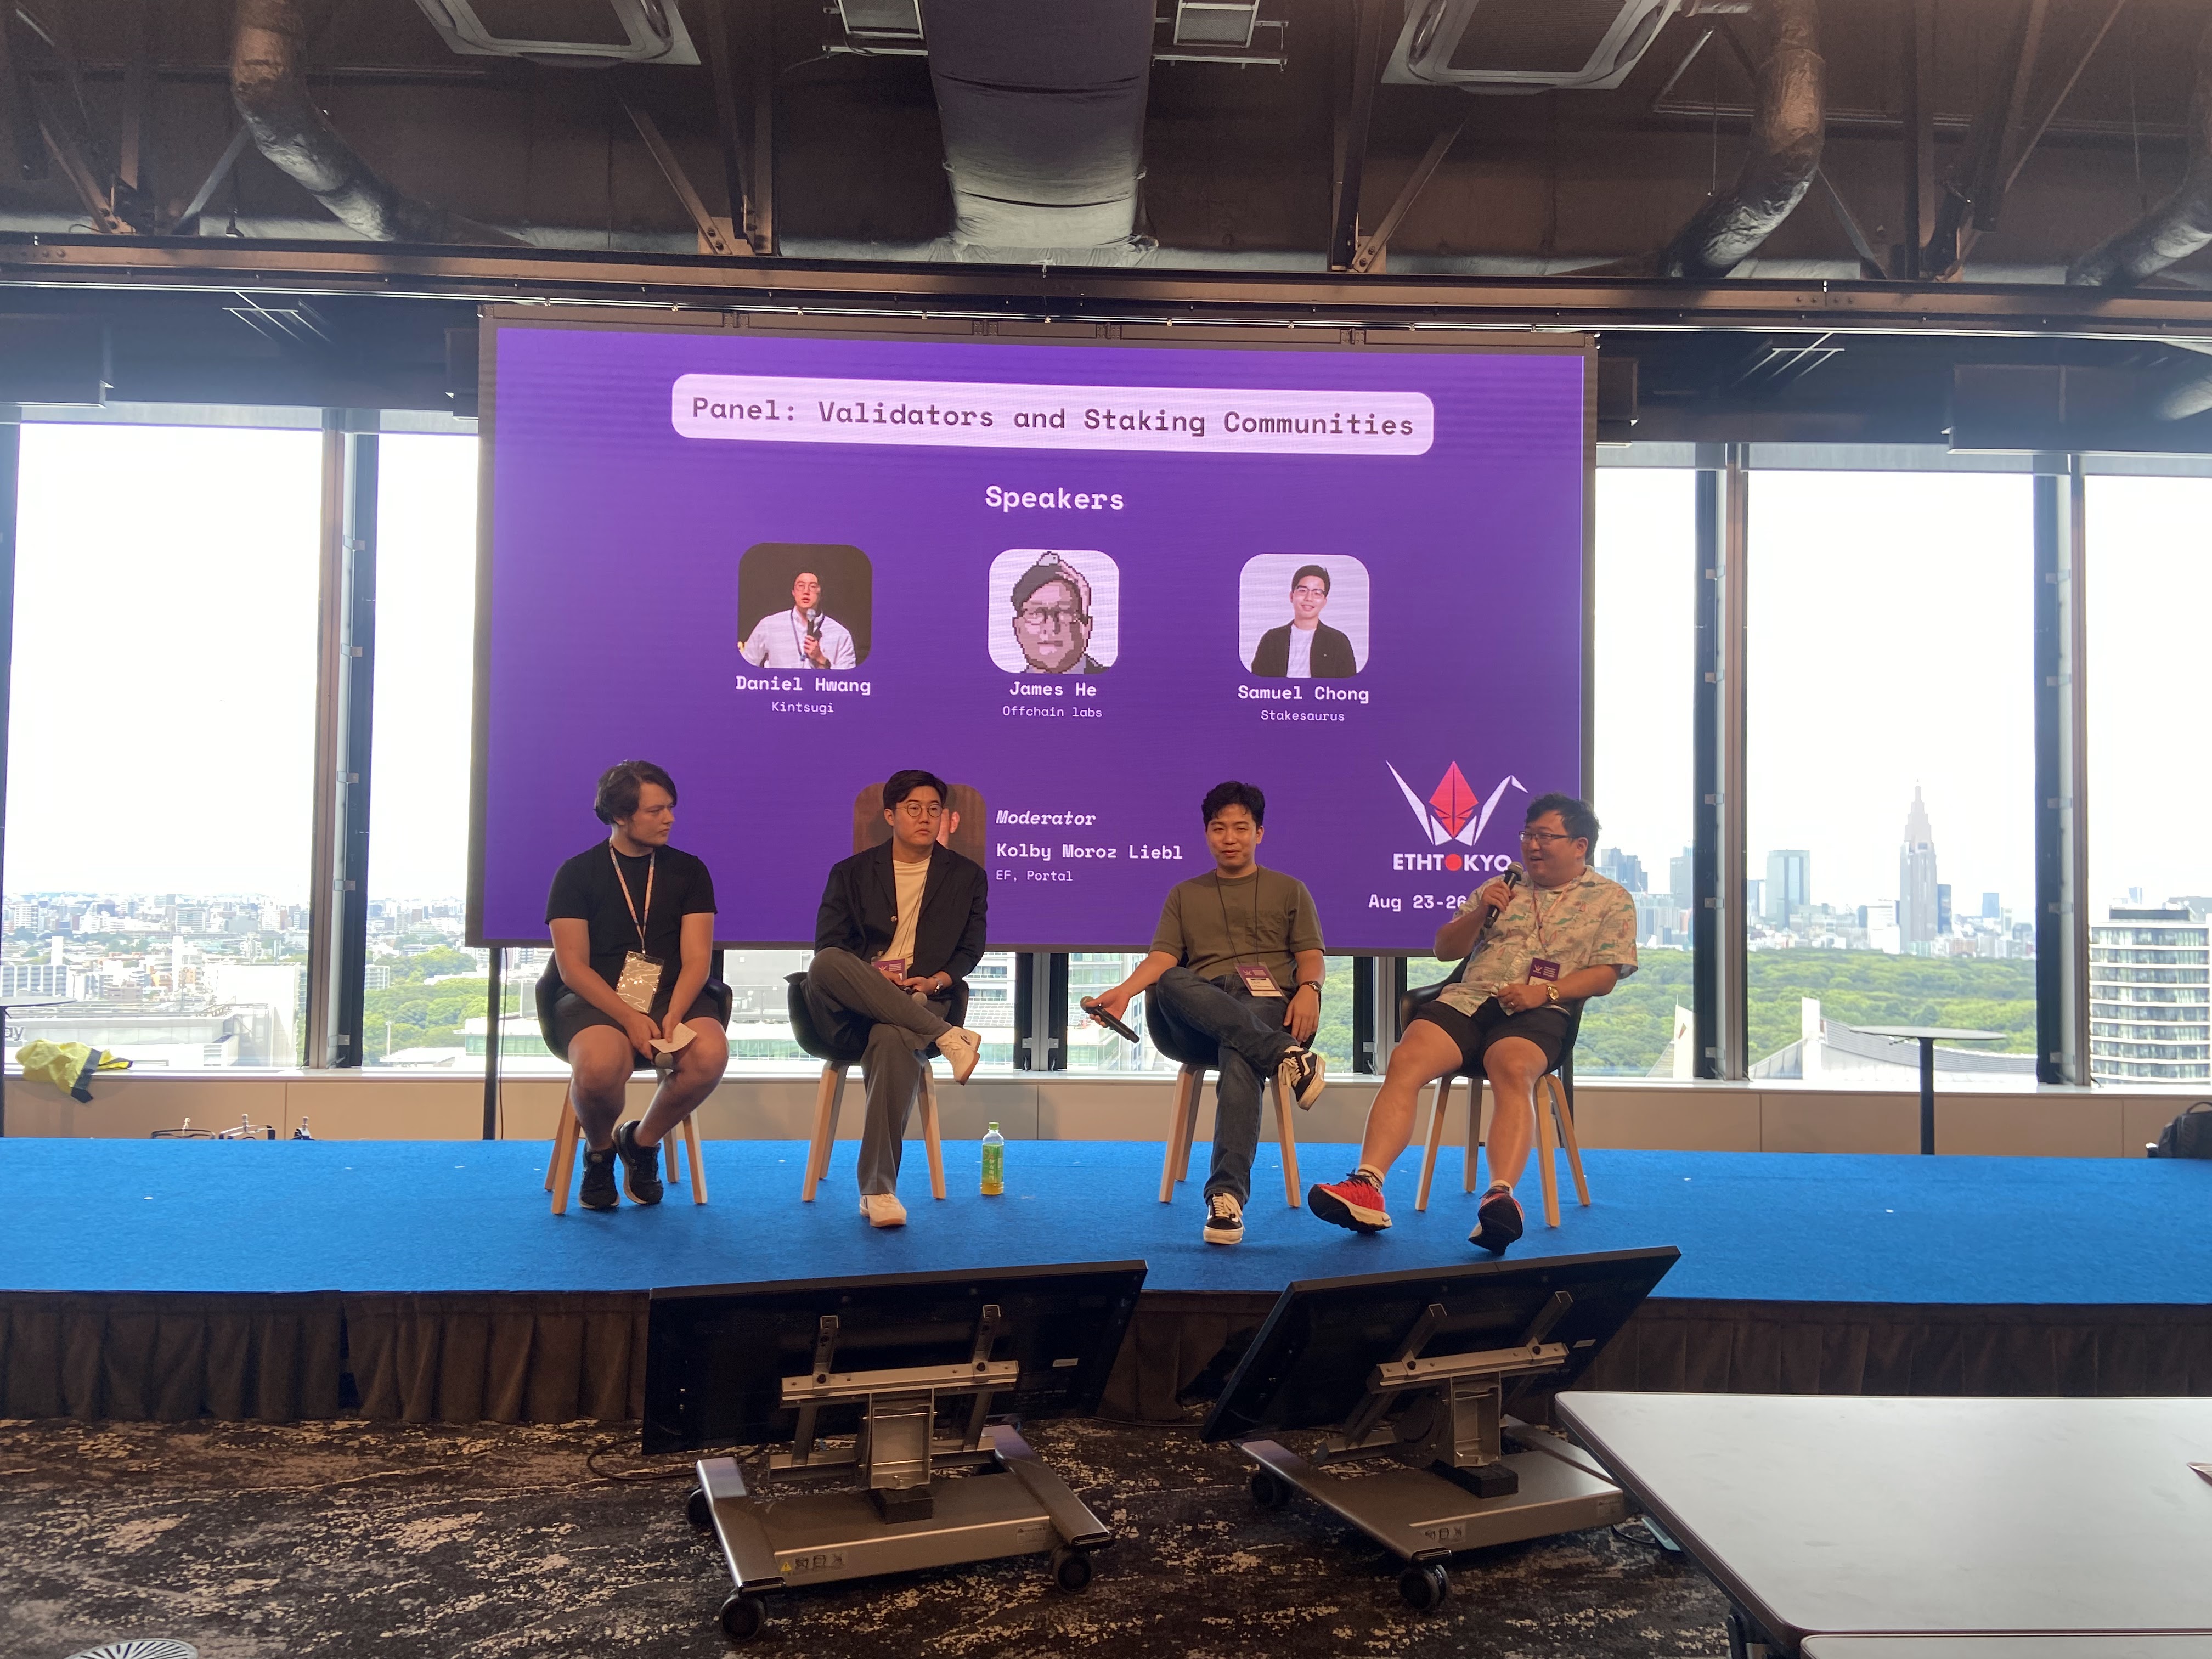 Panel: Validators and Staking Communities
Speakers
Daniel Hwang
Kintsugi
James He
Offchain labs
Samuel Chong
Stakesaurus
Moderator
Kolby Moroz Liebl
EF, Portal
ETHTOKYO
Aug 23-26